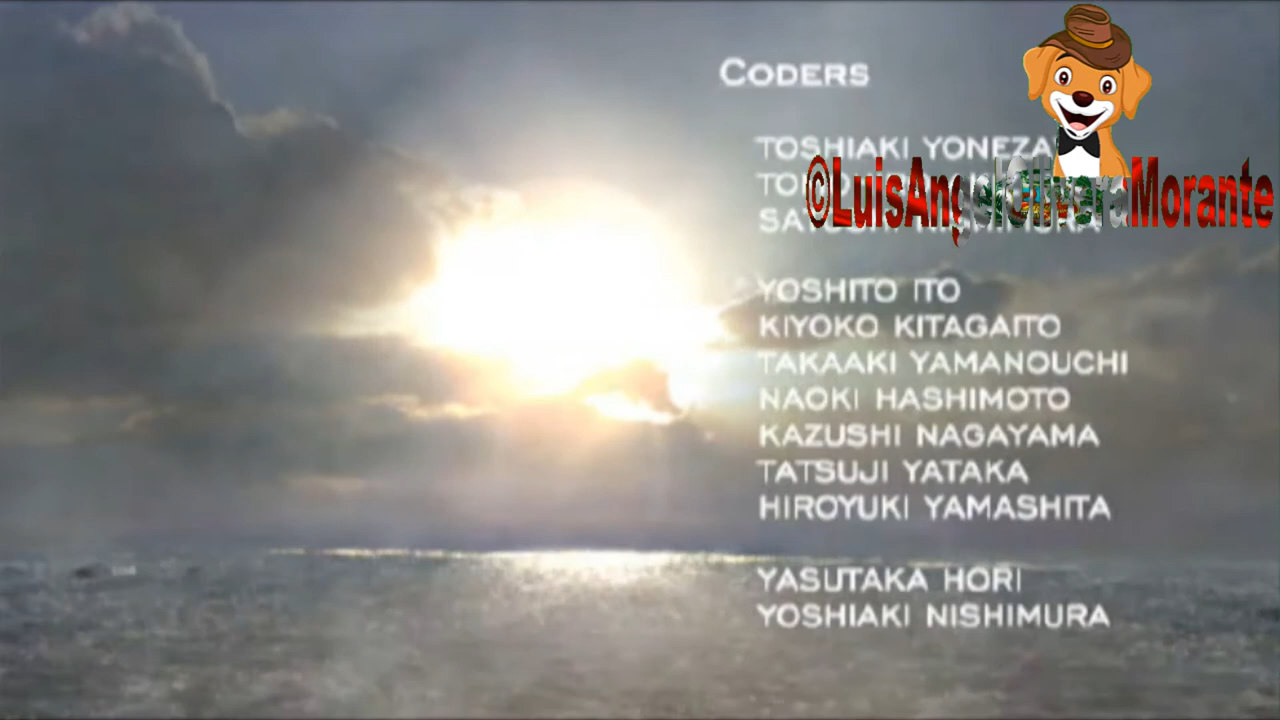 CODERS
TOSHIAKI
©LuisAngelOliveraMorante
YOSHITO ITO
KIYOKO KITAGAITO
TAKAAKI YAMANOUCHI
NAOKI HASHIMOTO
KAZUSHI NAGAYAMA
TATSUJI YATAKA
HIROYUKI YAMASHITA
YASUTAKA HORI
YOSHIAKI NISHIMURA